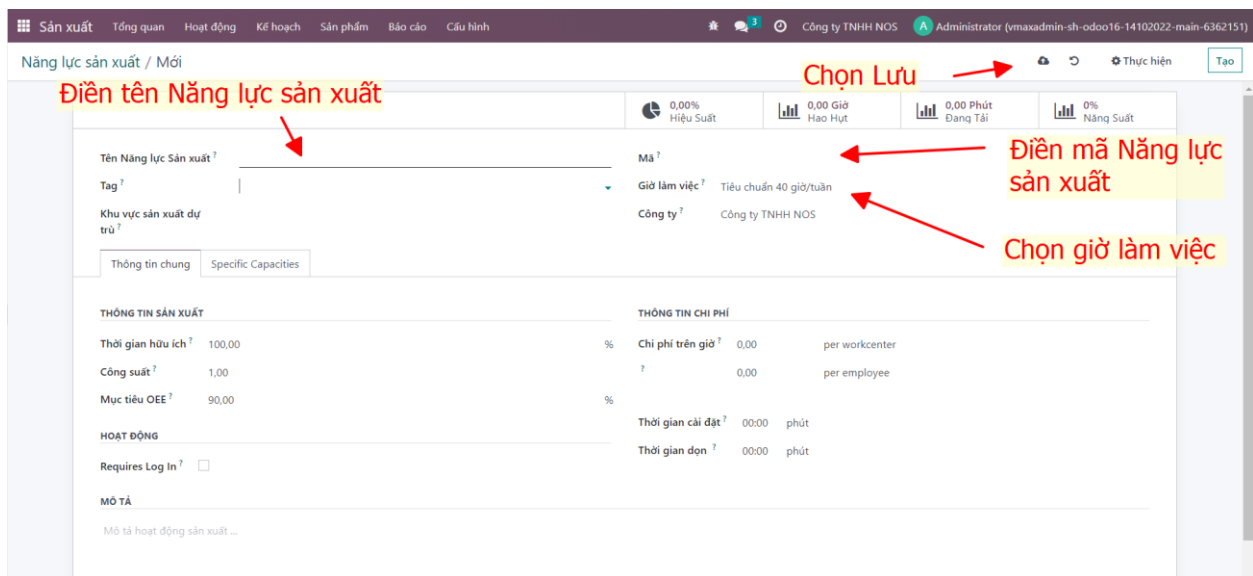 Sản xuất Tổng quan Hoạt động Kế hoạch Sản phẩm Báo cáo Cấu hình 3 Công ty TNHH NOS A Administrator (vmaxadmin-sh-odoo16-14102022-main-6362151)
Năng lực sản xuất / Mới Thực hiện Tạo
Chọn Lưu
Điền tên Năng lực sản xuất
0,00% Hiệu Suất
0,00 Giờ Hao Hụt
0,00 Phút Đang Tải
0% Năng Suất
Tên Năng lực Sản xuất ? Mã ?
Điền mã Năng lực
sản xuất
Tag ? Giờ làm việc ? Tiêu chuẩn 40 giờ/tuần
Khu vực sản xuất dự
trù ?
Công ty ? Công ty TNHH NOS
Chọn giờ làm việc
Thông tin chung Specific Capacities
THÔNG TIN SẢN XUẤT THÔNG TIN CHI PHÍ
Thời gian hữu ích ? 100,00 % Chi phí trên giờ ? 0,00 per workcenter
Công suất ? 1,00 ? 0,00 per employee
Mục tiêu OEE ? 90,00 %
Thời gian cài đặt ? 00:00 phút
HOẠT ĐỘNG
Thời gian dọn ? 00:00 phút
Requires Log In ?
MÔ TẢ
Mô tả hoạt động sản xuất ...